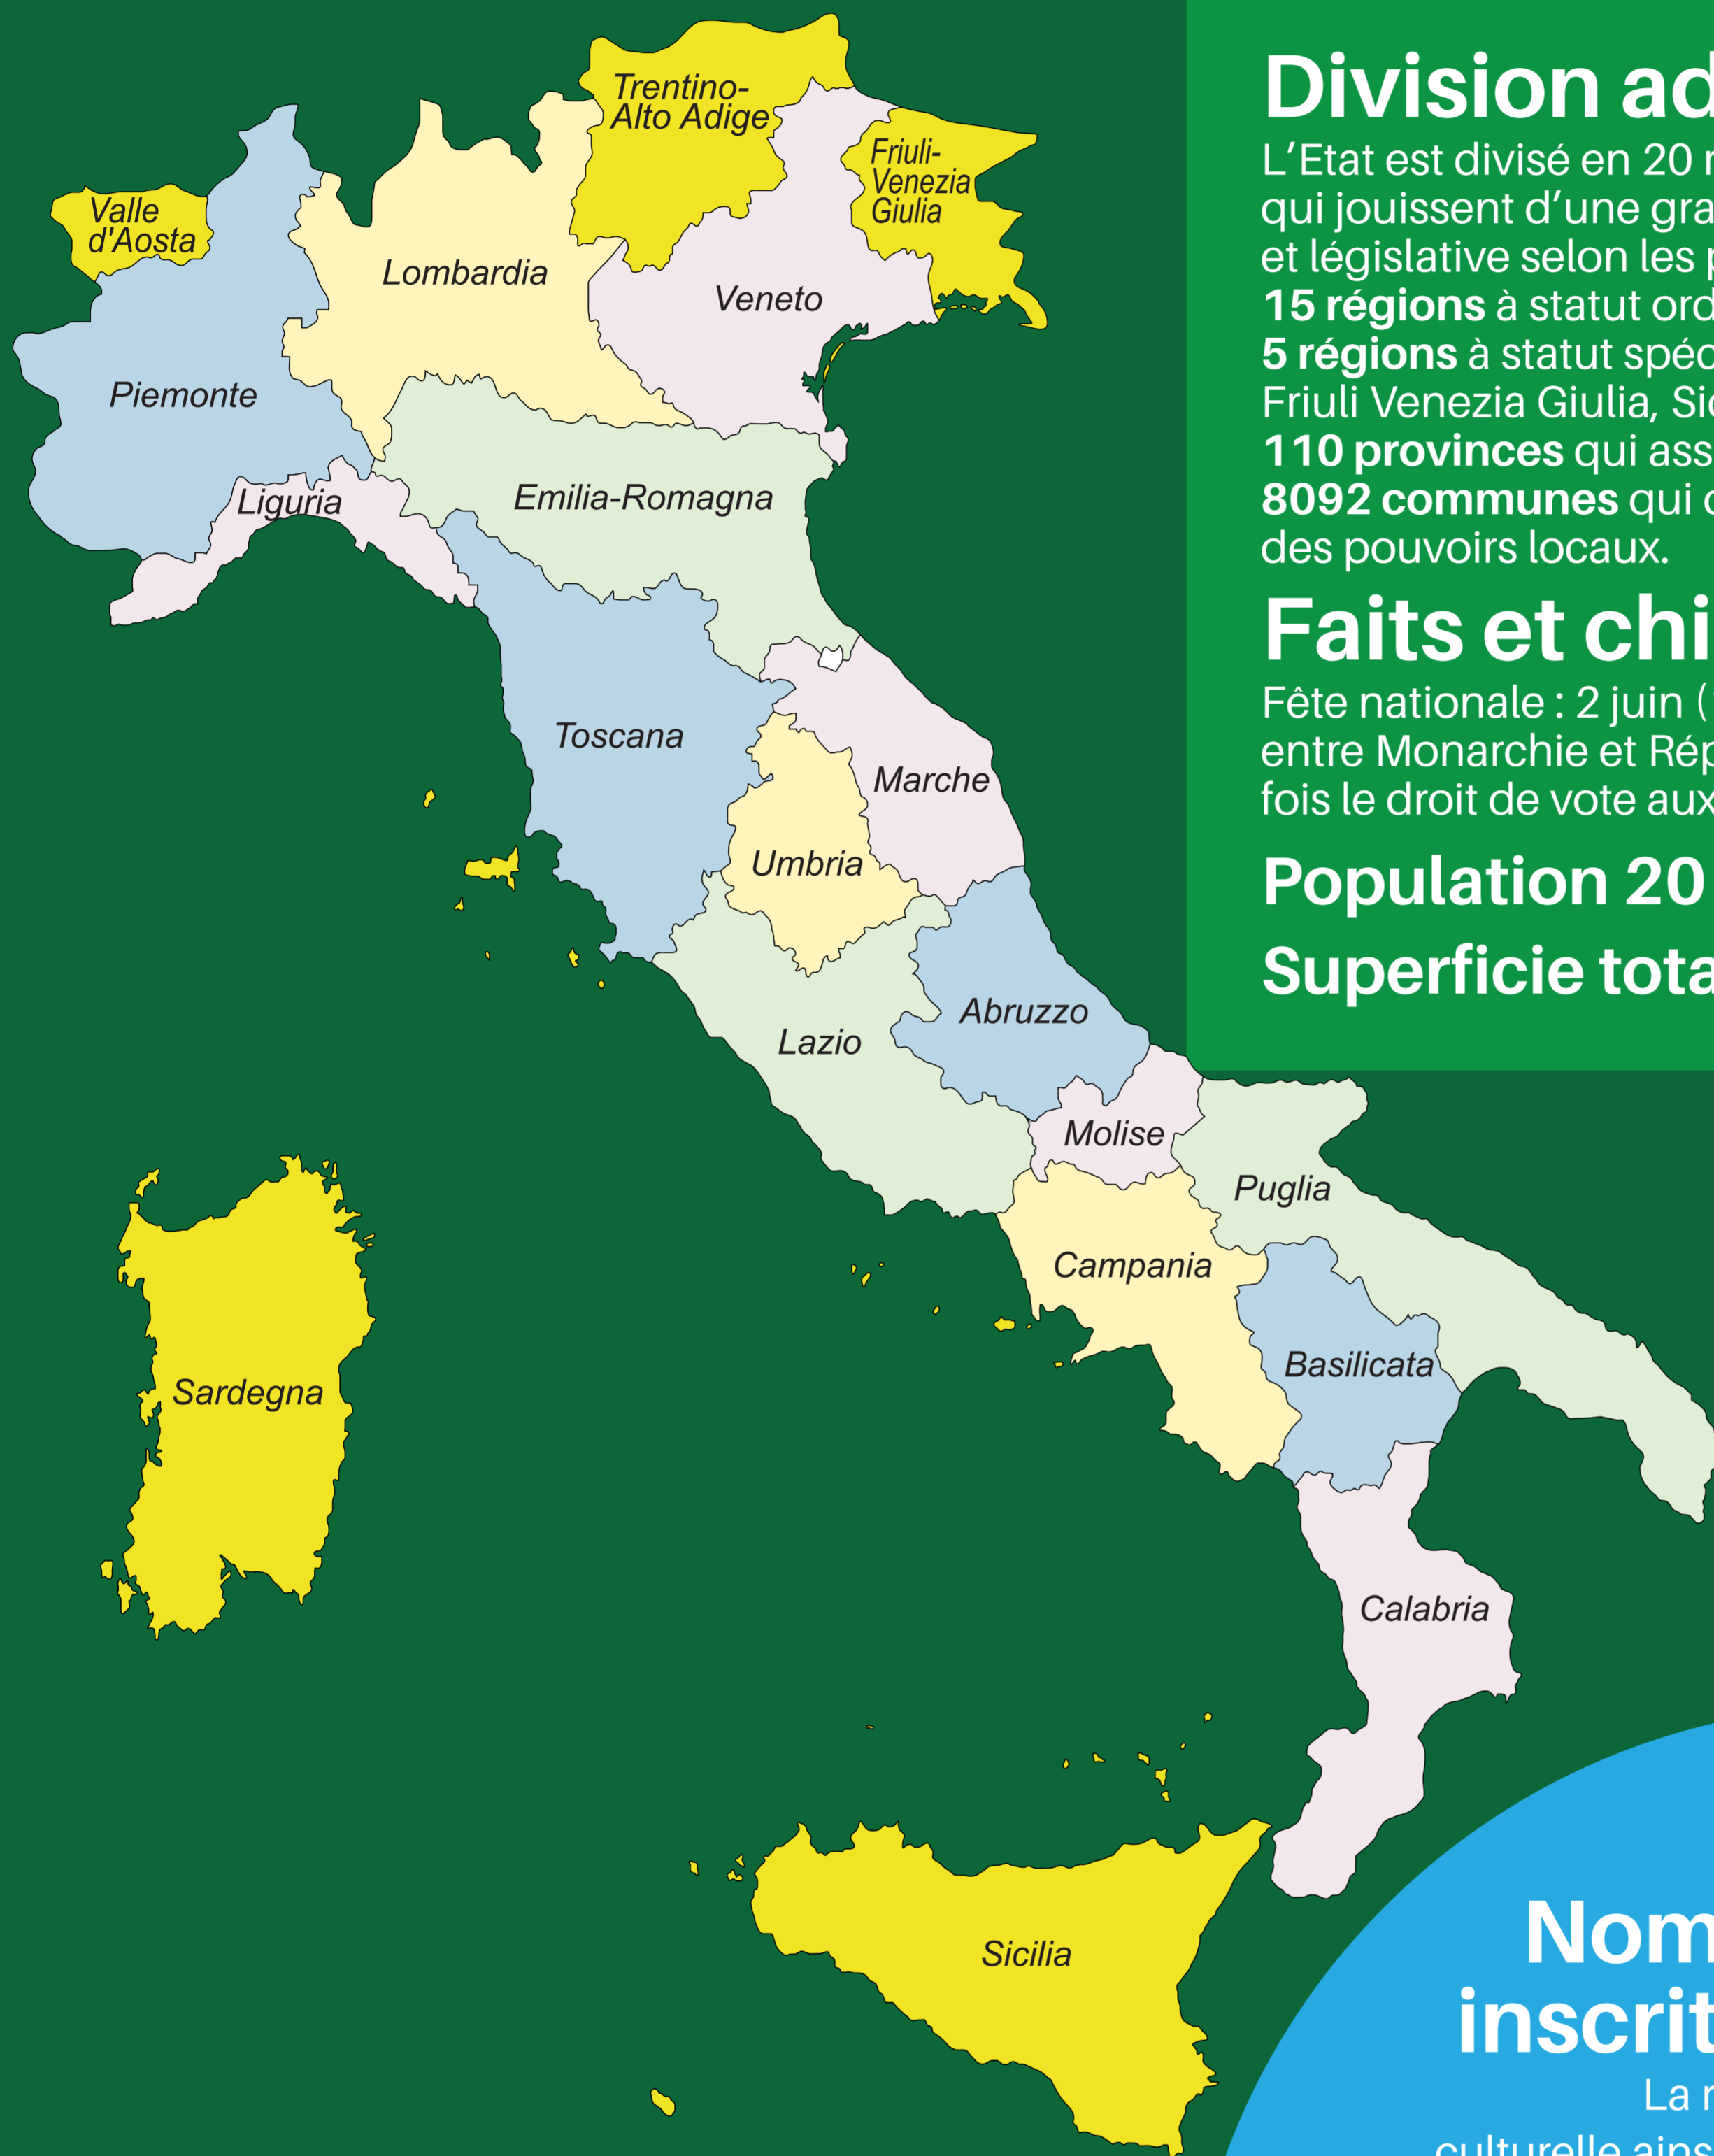 Trentino-
Alto Adige
Friuli-
Venezia
Giulia
Valle
d'Aosta
Lombardia
Veneto
Piemonte
Liguria
Emilia-Romagna
Toscana
Marche
Umbria
Abruzzo
Lazio
Molise
Puglia
Campania
Basilicata
Sardegna
Calabria
Sicilia
Division ad
L’Etat est divisé en 20 r
qui jouissent d’une gra
et législative selon les p
15 régions à statut ord
5 régions à statut spéc
Friuli Venezia Giulia, Sic
110 provinces qui ass
8092 communes qui c
des pouvoirs locaux.
Faits et chi
Fête nationale : 2 juin (
entre Monarchie et Rép
fois le droit de vote aux
Population 20
Superficie tota
Nom
inscrit
La r
culturelle ains